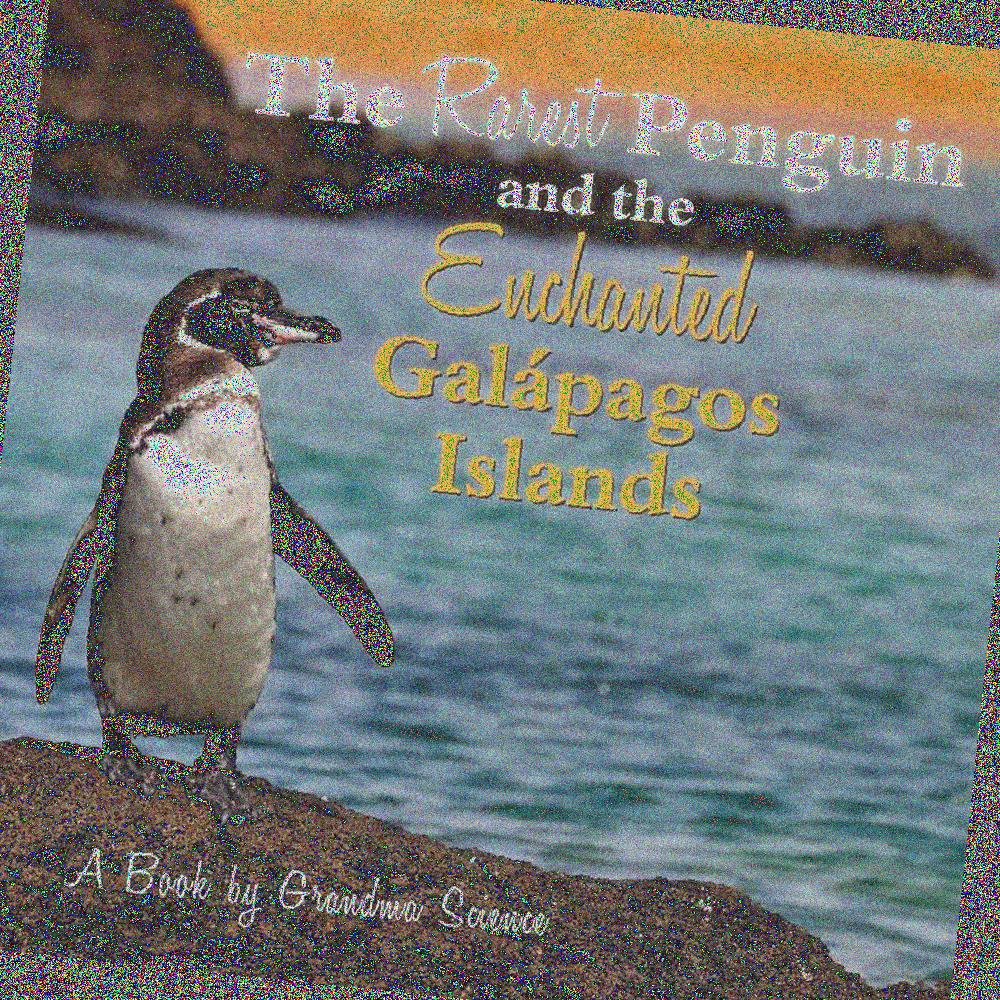 The Rarest Penguin
and the
Enchanted
Galápagos
Islands
A Book by Grandma Science